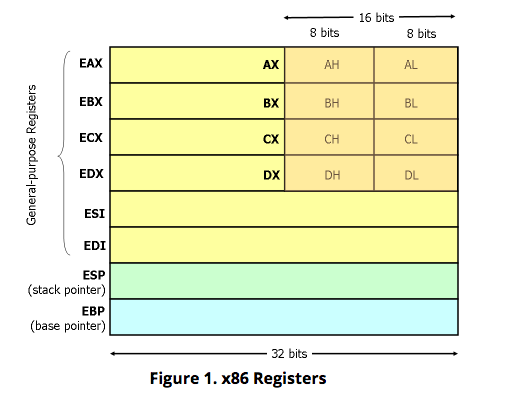 16 bits
8 bits 8 bits
General-purpose Registers
EAX AX AH AL
EBX BX BH BL
ECX CX CH CL
EDX DX DH DL
ESI
EDI
ESP
(stack pointer)
EBP
(base pointer)
32 bits
Figure 1. x86 Registers